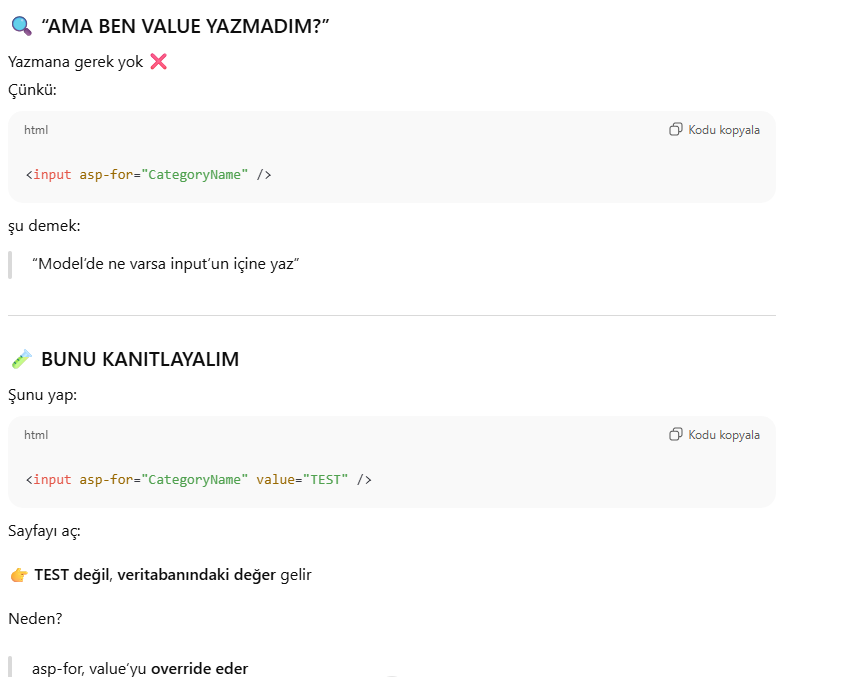 🔍 “AMA BEN VALUE YAZMADIM?”
Yazmana gerek yok ❌
Çünkü:
html
Kodu kopyala
<input asp-for="CategoryName" />
şu demek:
“Model’de ne varsa input’un içine yaz”
🧪 BUNU KANITLAYALIM
Şunu yap:
html
Kodu kopyala
<input asp-for="CategoryName" value="TEST" />
Sayfayı aç:
👉 TEST değil, veritabanındaki değer gelir
Neden?
asp-for, value’yu override eder